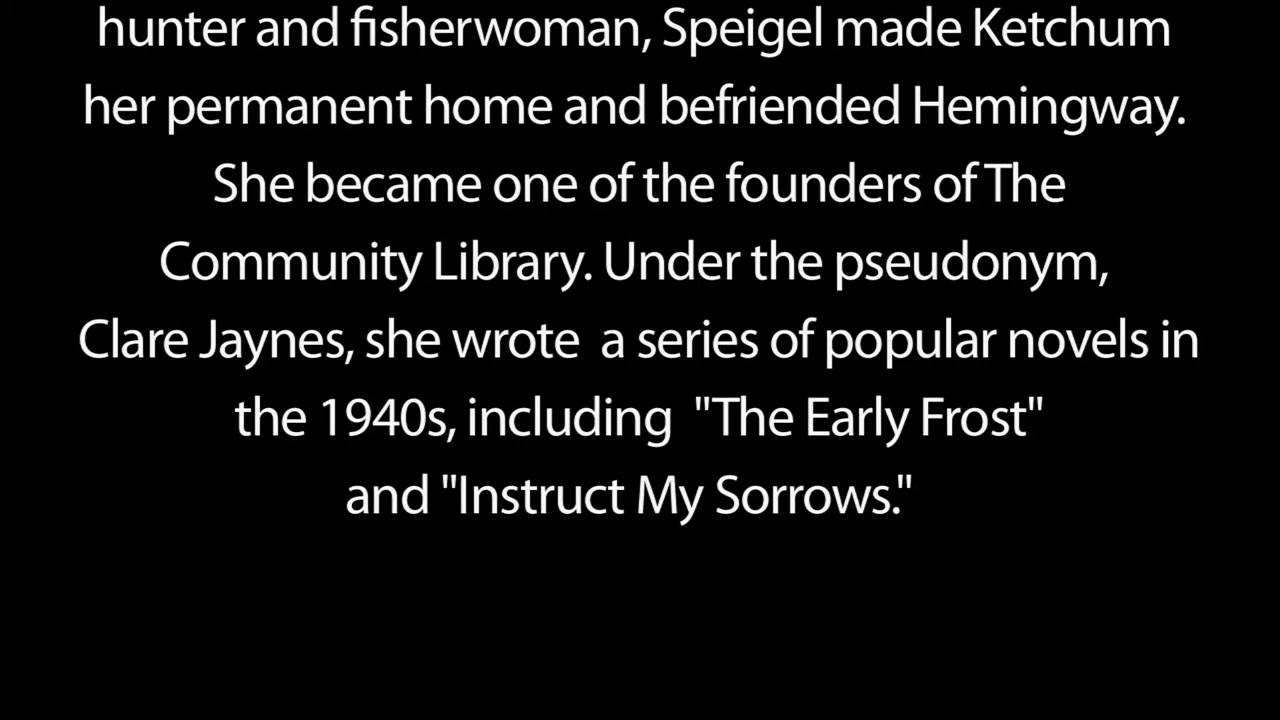 hunter and fisherwoman, Speigel made Ketchum
her permanent home and befriended Hemingway.
She became one of the founders of The
Community Library. Under the pseudonym,
Clare Jaynes, she wrote  a series of popular novels in
the 1940s, including  "The Early Frost"
and "Instruct My Sorrows."